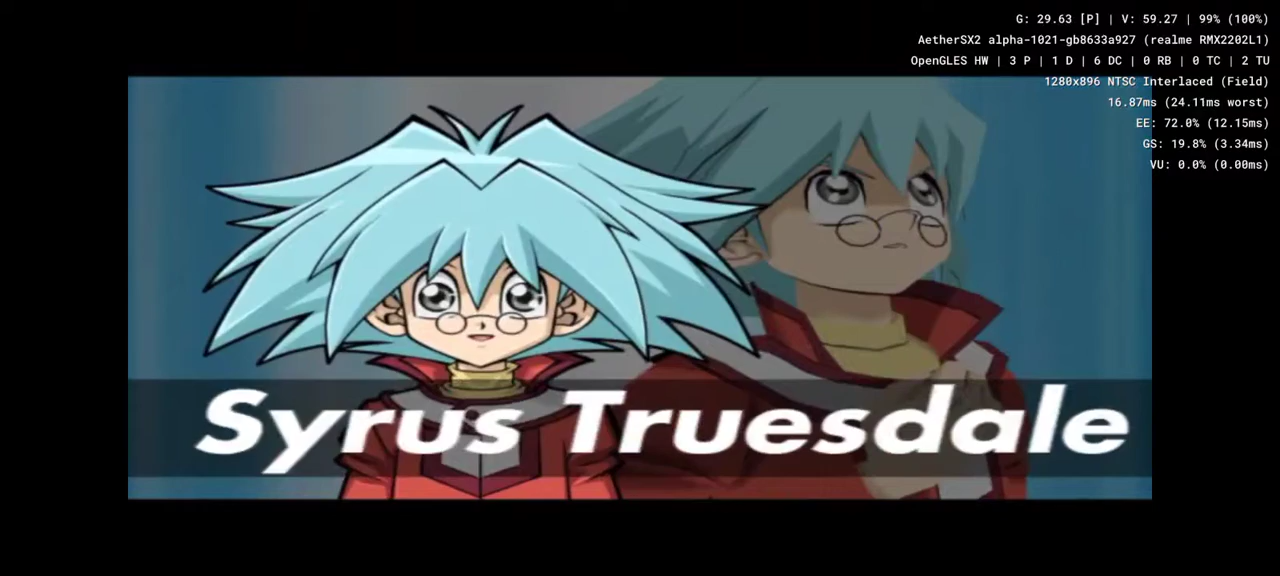 G: 29.63 [P] | V: 59.27 | 99% (100%)
AetherSX2 alpha-1021-gb8633a927 (realme RMX2202L1)
OpenGLES HW | 3 P | 1 D | 6 DC | 0 RB | 0 TC | 2 TU
1280x896 NTSC Interlaced (Field)
16.87ms (24.11ms worst)
EE: 72.0% (12.15ms)
GS: 19.8% (3.34ms)
VU: 0.0% (0.00ms)
Syrus Truesdale